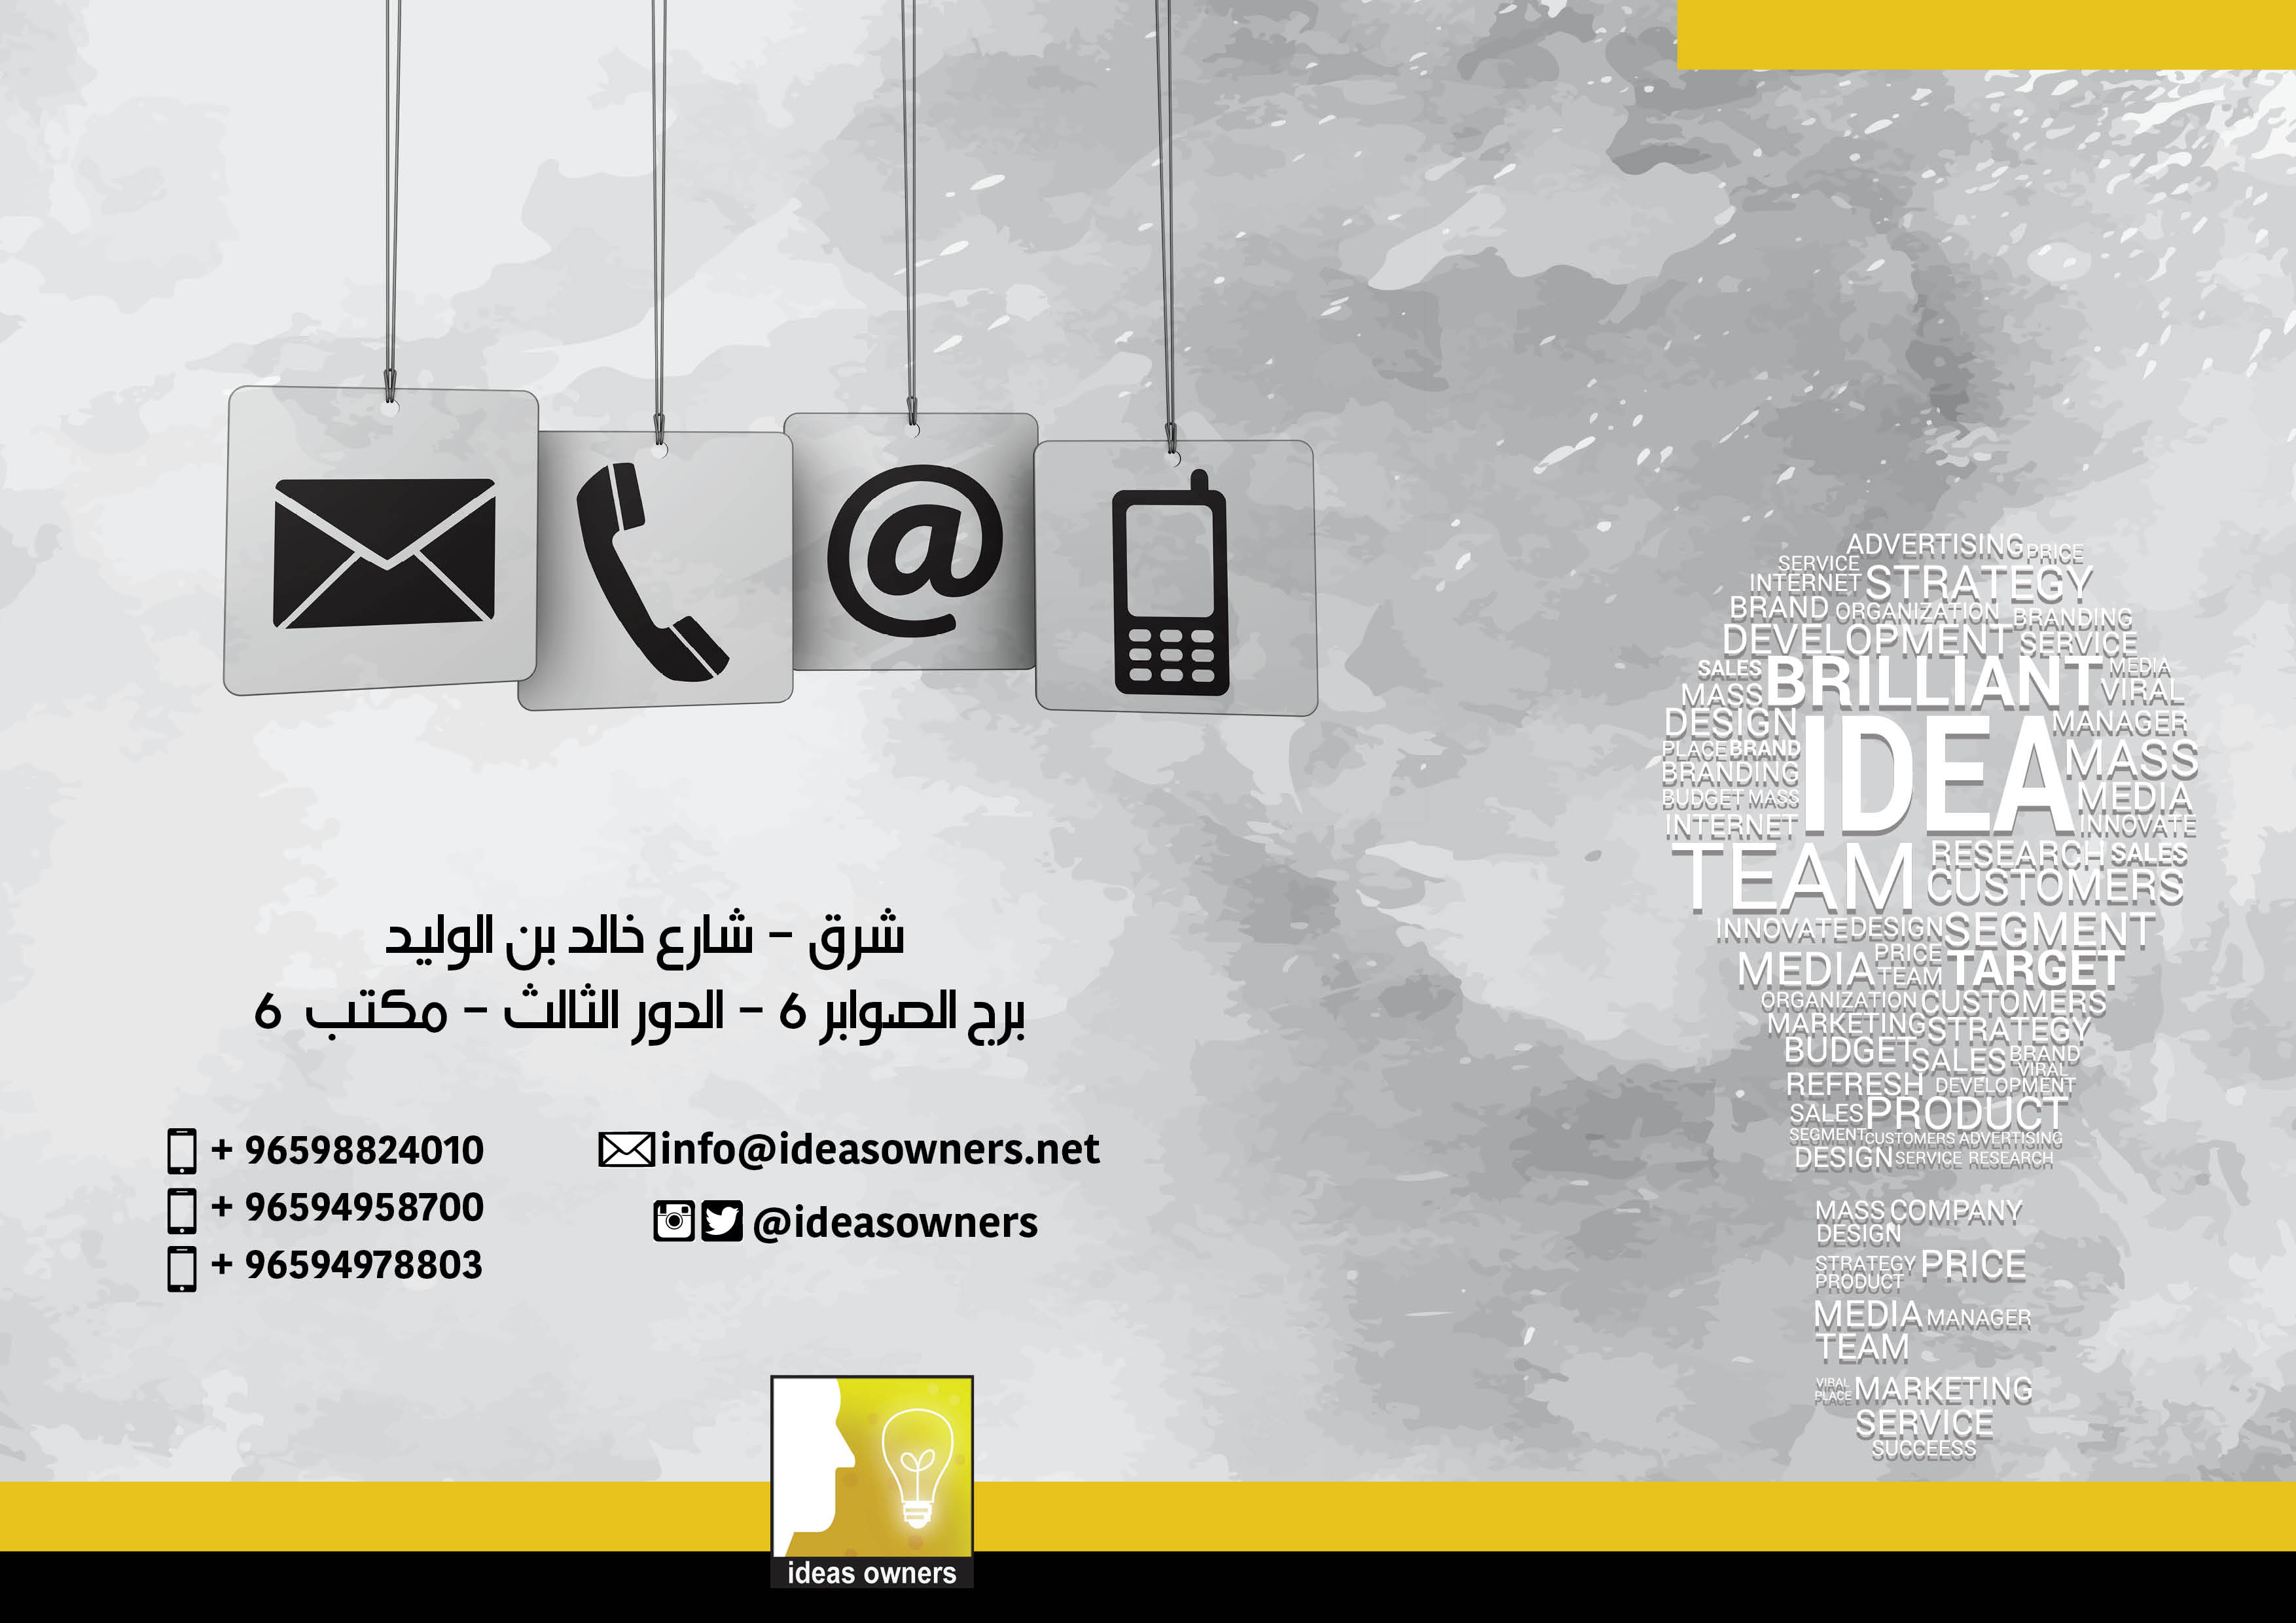 شرق - شارع خالد بن الوليد
برج الصوابر 6 - الدور الثالث - مكتب 6
+ 96598824010
+ 96594958700
+ 96594978803
info@ideasowners.net
@ideasowners
ideas owners
ADVERTISING PRICE
SERVICE
INTERNET STRATEGY
BRAND ORGANIZATION BRANDING
DEVELOPMENT SERVICE
SALES BRILLIANT MEDIA
MASS VIRAL
DESIGN IDEA MANAGER
PLACE BRAND MASS
BRANDING
BUDGET MASS MEDIA
INTERNET INNOVATE
TEAM RESEARCH SALES
CUSTOMERS
INNOVATE DESIGN SEGMENT
PRICE
MEDIA TEAM TARGET
ORGANIZATION CUSTOMERS
MARKETING STRATEGY
BUDGET SALES BRAND
VIRAL
REFRESH DEVELOPMENT
SALES PRODUCT
SEGMENT CUSTOMERS ADVERTISING
DESIGN SERVICE RESEARCH
MASS COMPANY
DESIGN
STRATEGY PRICE
PRODUCT
MEDIA MANAGER
TEAM
VIRAL MARKETING
PLACE
SERVICE
SUCCEESS